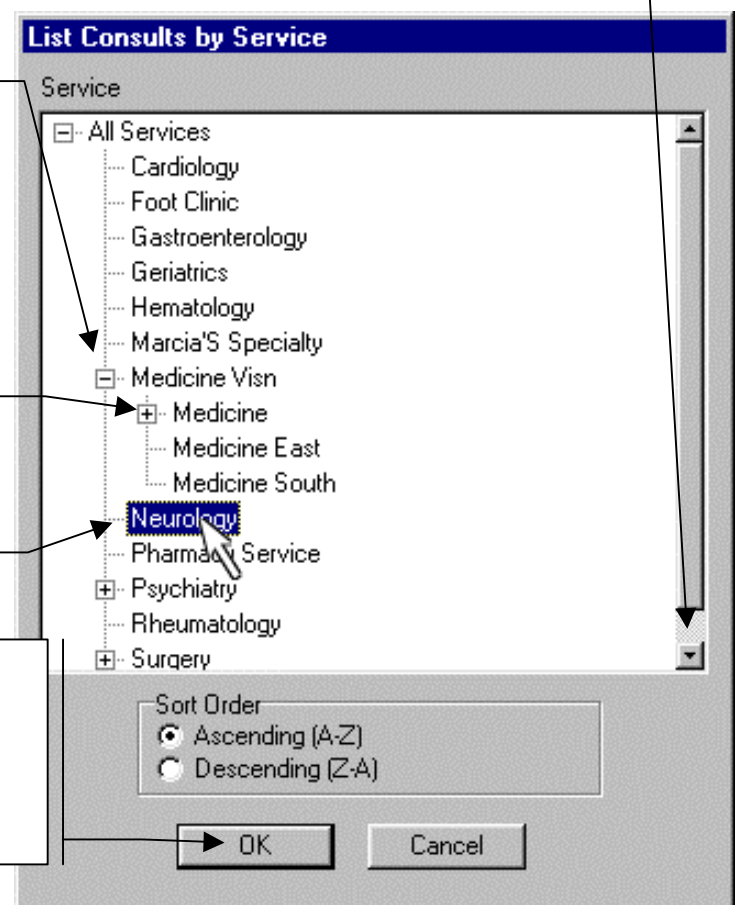 List Consults by Service
Service
All Services
Cardiology
Foot Clinic
Gastroenterology
Geriatrics
Hematology
Marcia'S Specialty
Medicine Visn
Medicine
Medicine East
Medicine South
Neurology
Pharmacy Service
Psychiatry
Rheumatology
Surgery
Sort Order
Ascending (A-Z)
Descending (Z-A)
OK Cancel